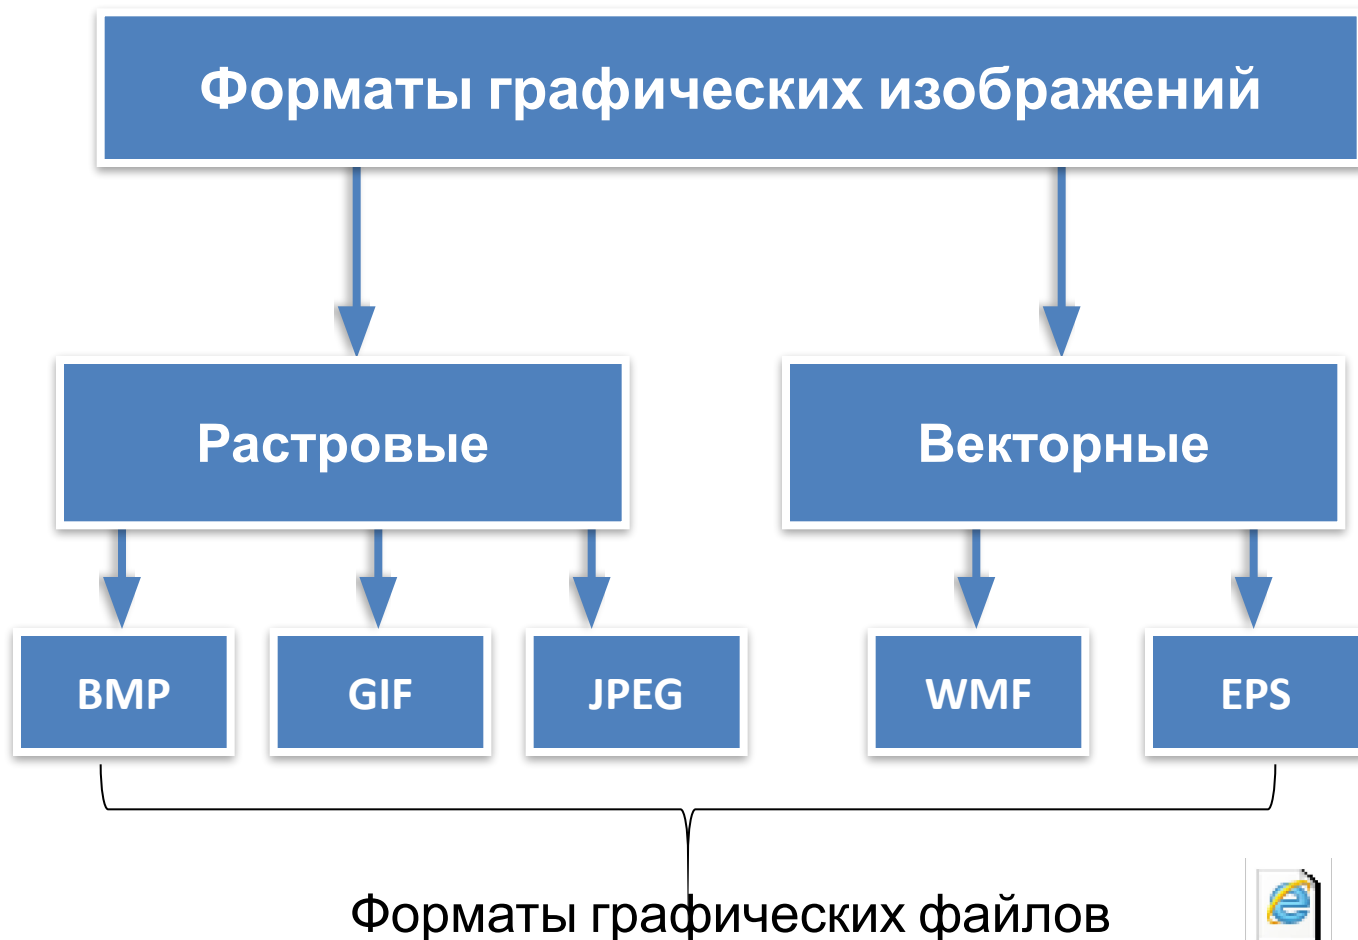 Форматы графических изображений
Растровые
Векторные
BMP
GIF
JPEG
WMF
EPS
Форматы графических файлов